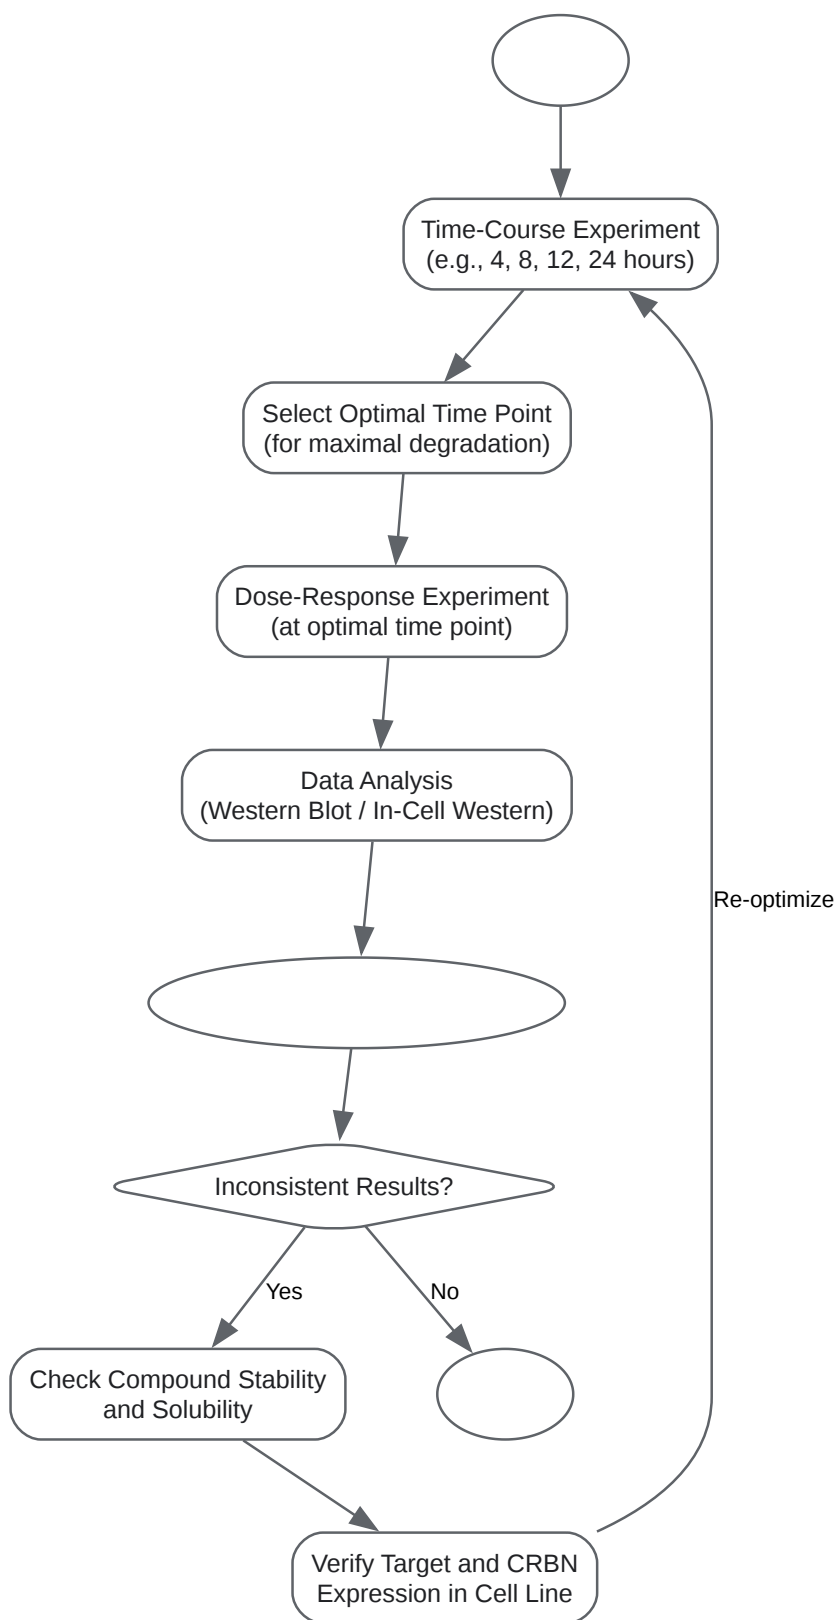 Time-Course Experiment
(e.g., 4, 8, 12, 24 hours)
Select Optimal Time Point
(for maximal degradation)
Dose-Response Experiment
(at optimal time point)
Data Analysis
(Western Blot / In-Cell Western)
Re-optimize
Inconsistent Results?
Yes
No
Check Compound Stability
and Solubility
Verify Target and CRBN
Expression in Cell Line